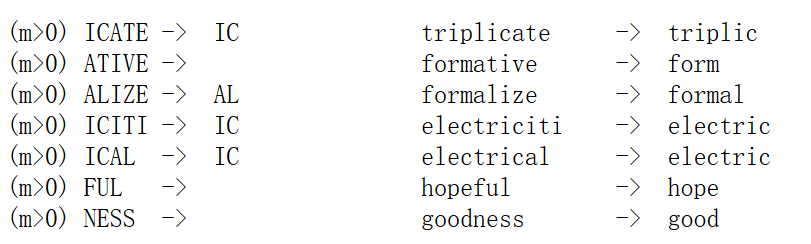 (m>0) ICATE -> IC triplicate -> triplic
(m>0) ATIVE -> formative -> form
(m>0) ALIZE -> AL formalize -> formal
(m>0) ICITI -> IC electriciti -> electric
(m>0) ICAL -> IC electrical -> electric
(m>0) FUL -> hopeful -> hope
(m>0) NESS -> goodness -> good